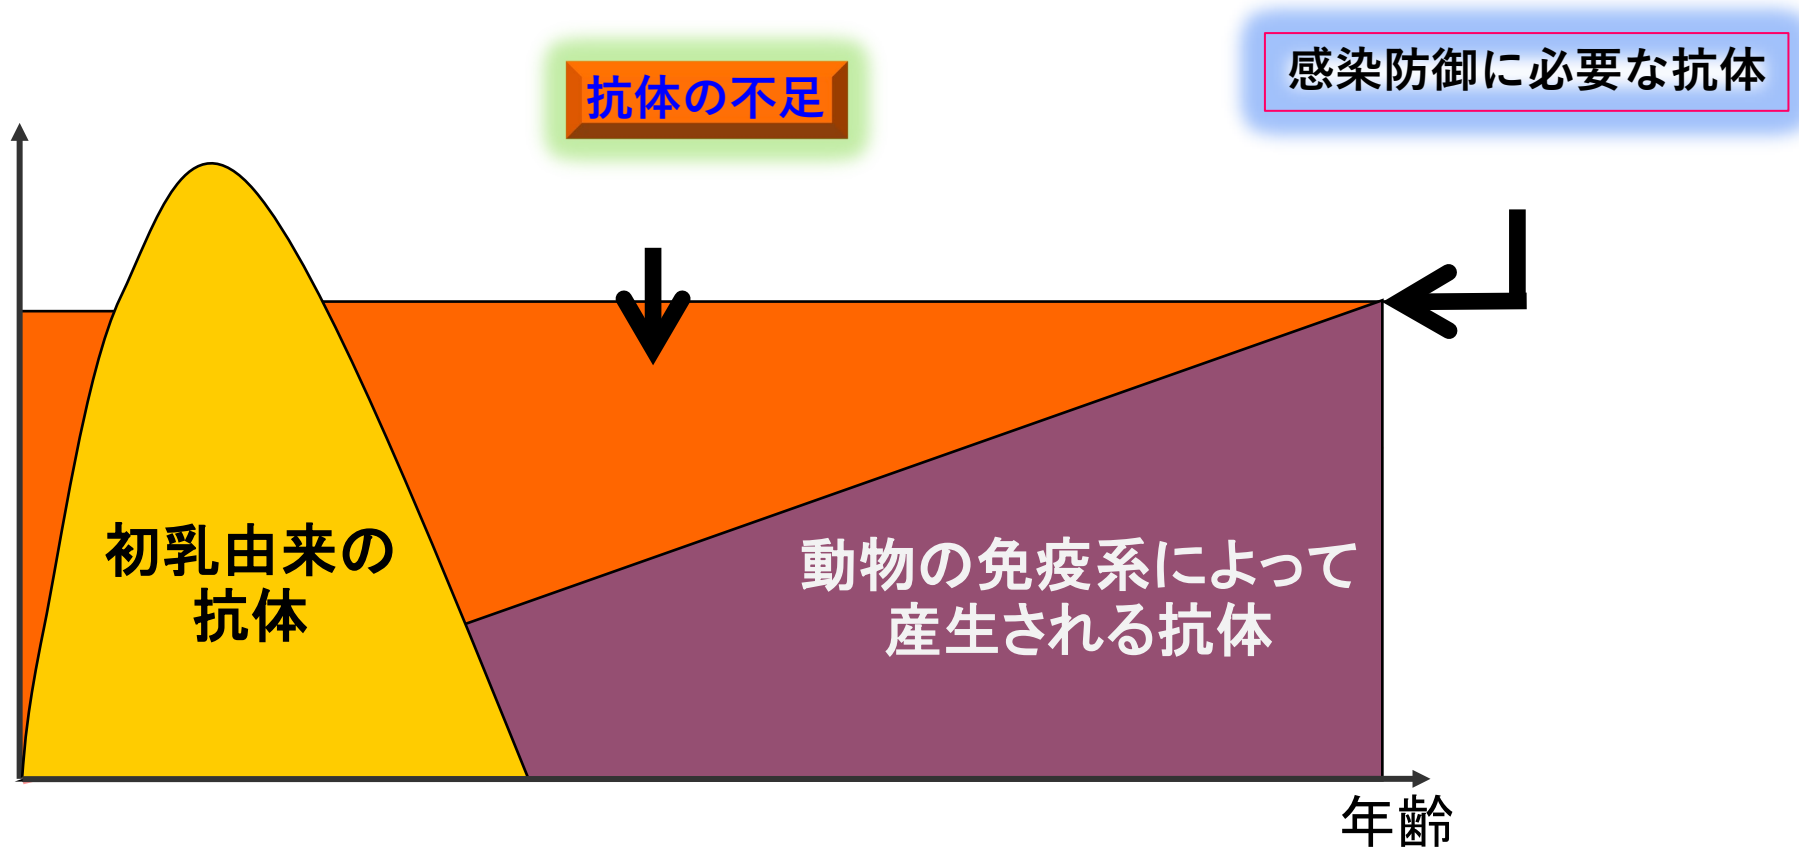 抗体の不足
感染防御に必要な抗体
初乳由来の
抗体
動物の免疫系によって
産生される抗体
年齢